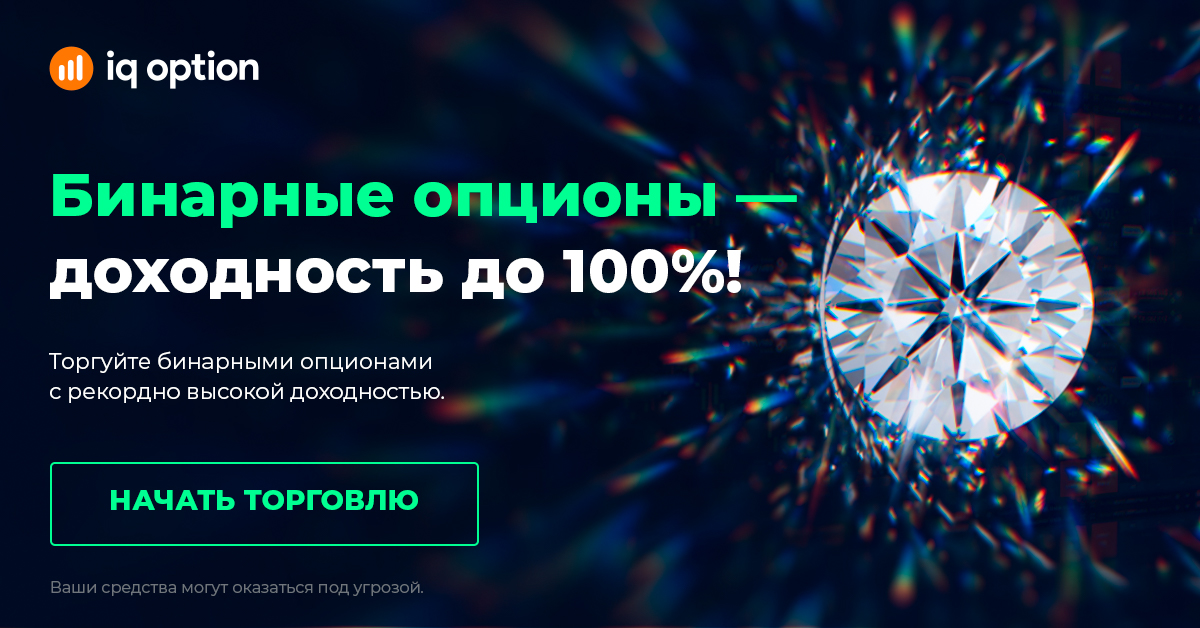 iq option
Бинарные опционы —
доходность до 100%!
Торгуйте бинарными опционами
с рекордно высокой доходностью.
НАЧАТЬ ТОРГОВЛЮ
Ваши средства могут оказаться под угрозой.